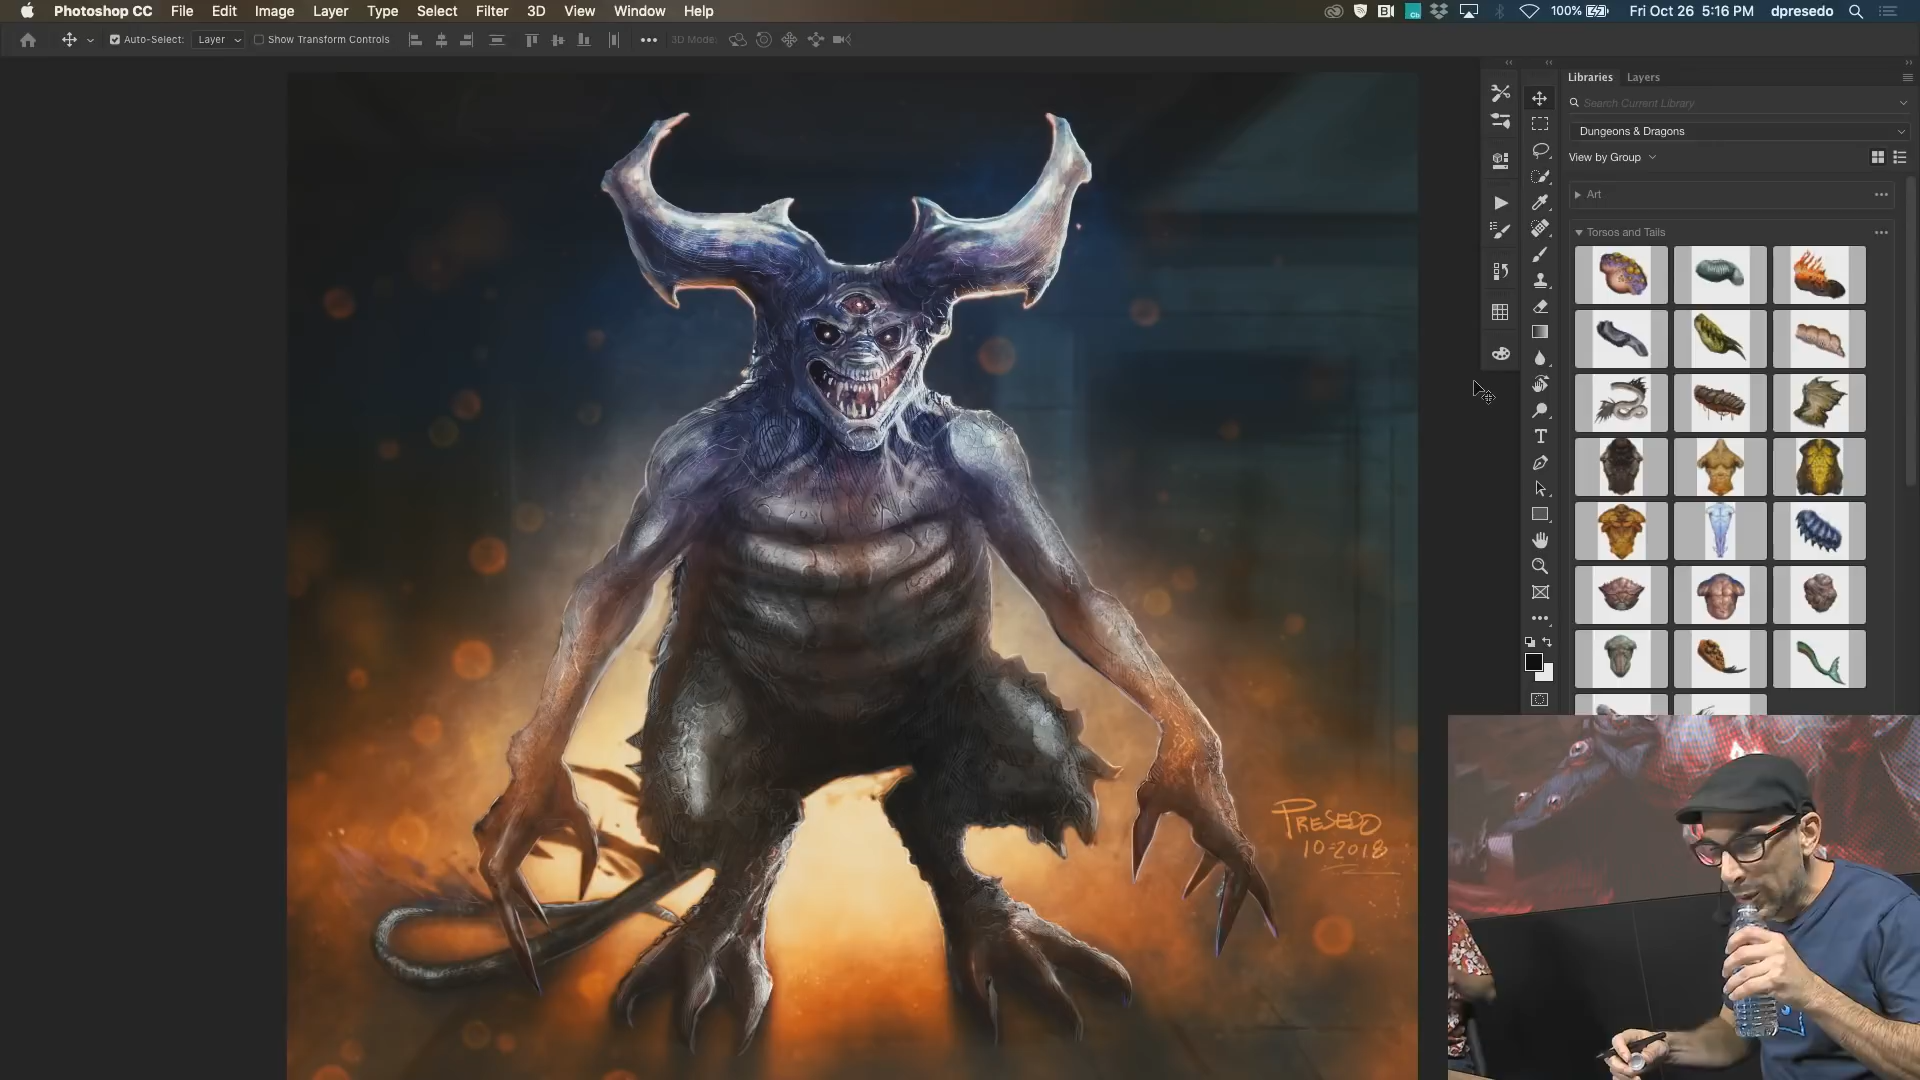 Photoshop CC File Edit Image Layer Type Select Filter 3D View Window Help
100% Fri Oct 26 5:16 PM dpresedo
Auto-Select: Layer Show Transform Controls 3D Mode:
Libraries Layers
Search Current Library
Dungeons & Dragons
View by Group
Art
Torsos and Tails
PRESEDO
10-2018